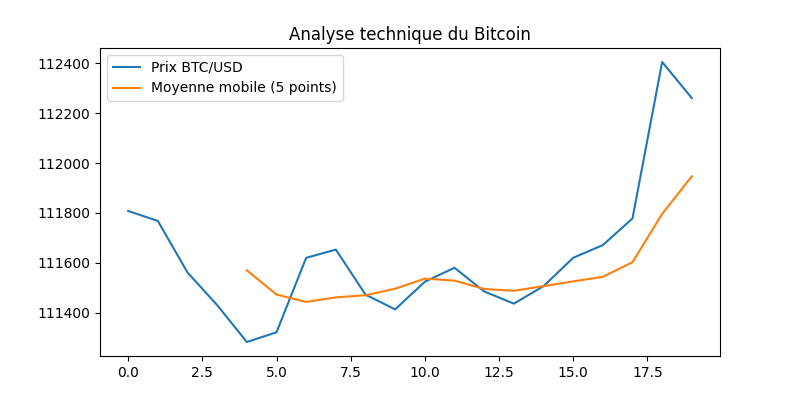 Analyse technique du Bitcoin
Prix BTC/USD
Moyenne mobile (5 points)
112400
112200
112000
111800
111600
111400
0.0 2.5 5.0 7.5 10.0 12.5 15.0 17.5